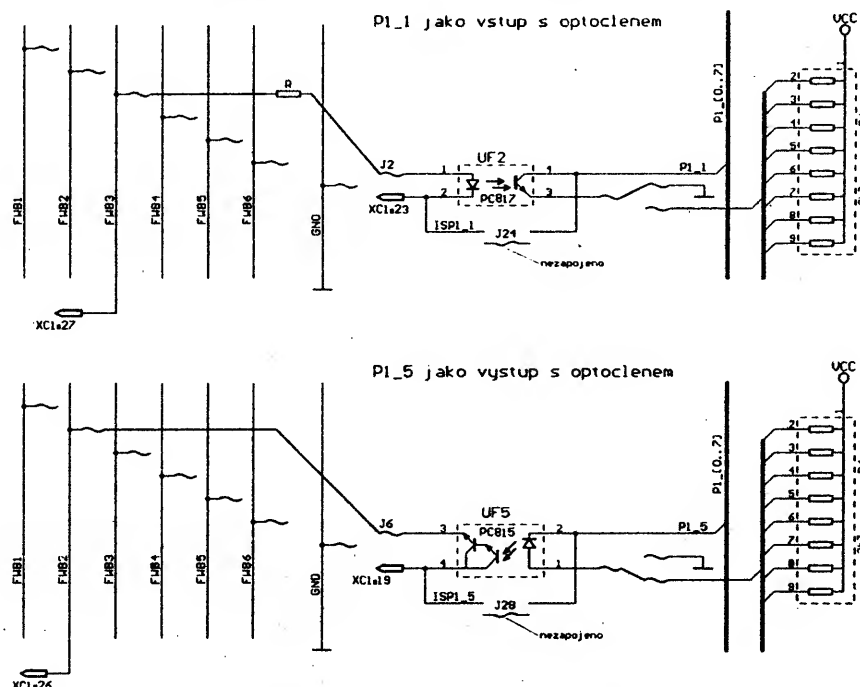 P1_1 jako vstup s optoclenem
VCC
1
R
P1_[0..7]
2
3
4
5
6
7
8
9
UF2
J2
1
4
P1_1
2
3
PC817
XC1:23
ISP1_1
J24
nezapojeno
FWB1
FWB2
FWB3
FWB4
FWB5
FWB6
GND
XC1:27
P1_5 jako vystup s optoclenem
VCC
1
P1_[0..7]
2
3
4
5
6
7
8
9
UF5
J6
3
PC815
2
P1_5
4
1
XC1:19
ISP1_5
J28
nezapojeno
FWB1
FWB2
FWB3
FWB4
FWB5
FWB6
GND
XC1:26